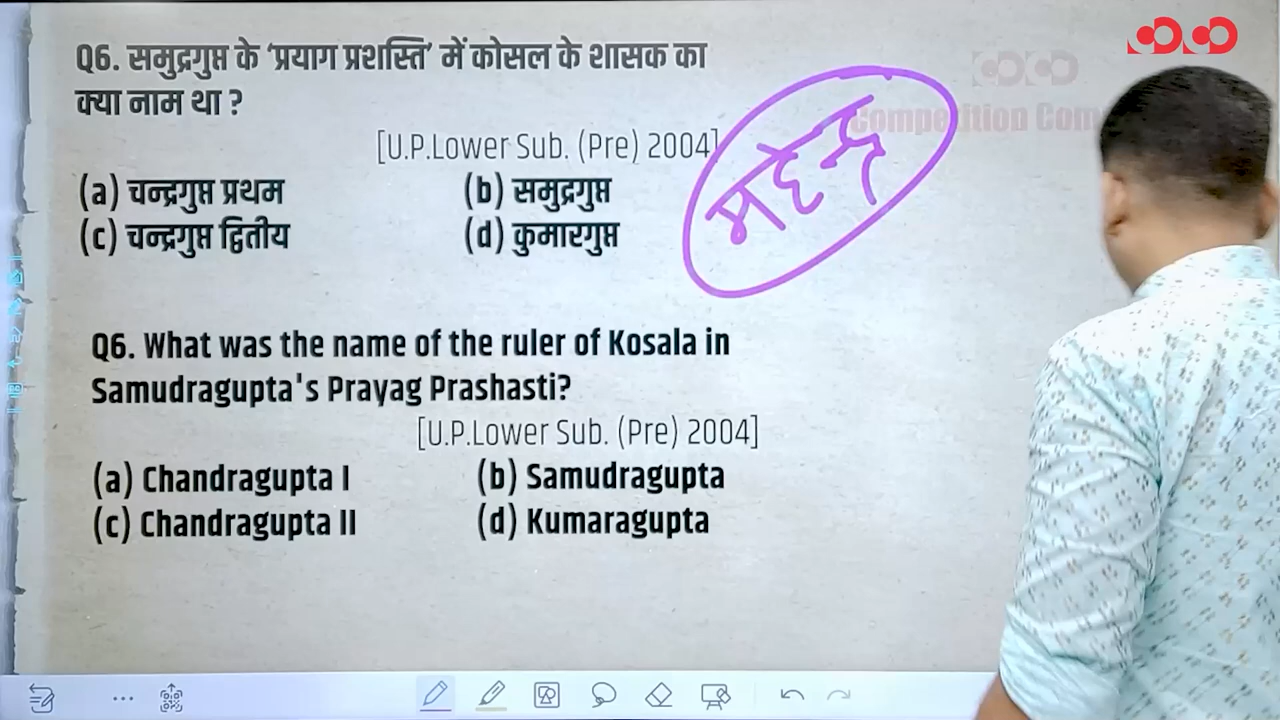 Q6. समुद्रगुप्त के ‘प्रयाग प्रशस्ति’ में कोसल के शासक का
क्या नाम था ?
[U.P.Lower Sub. (Pre) 2004]
(a) चन्द्रगुप्त प्रथम (b) समुद्रगुप्त
(c) चन्द्रगुप्त द्वितीय (d) कुमारगुप्त
महेन्द्र
Q6. What was the name of the ruler of Kosala in
Samudragupta's Prayag Prashasti?
[U.P.Lower Sub. (Pre) 2004]
(a) Chandragupta I (b) Samudragupta
(c) Chandragupta II (d) Kumaragupta